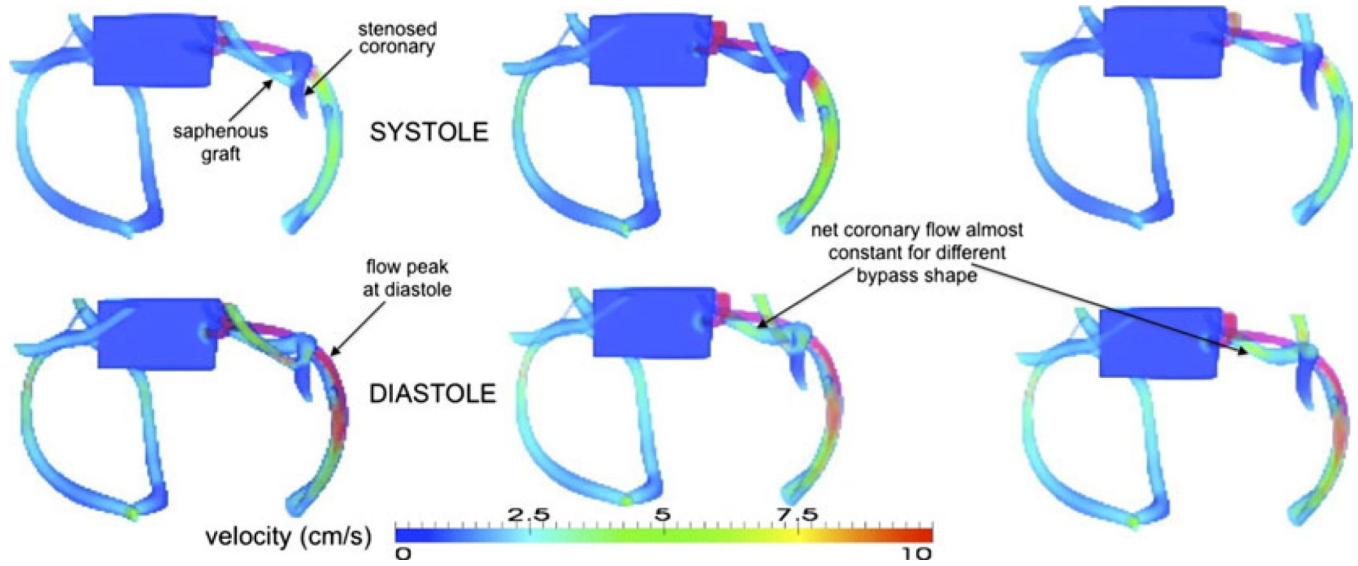 stenosed
coronary
saphenous
graft
SYSTOLE
net coronary flow almost
constant for different
bypass shape
flow peak
at diastole
DIASTOLE
velocity (cm/s)
2.5 5 7.5
0 10